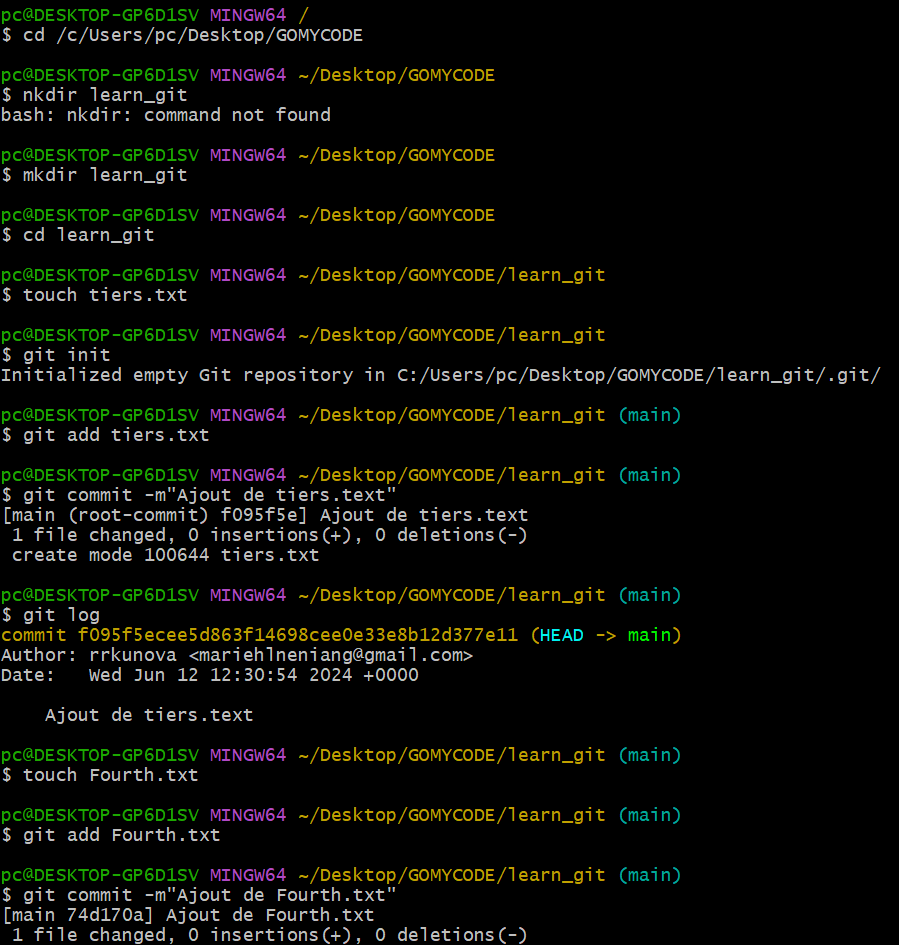 pc@DESKTOP-GP6D1SV MINGW64 /
$ cd /c/Users/pc/Desktop/GOMYCODE
pc@DESKTOP-GP6D1SV MINGW64 ~/Desktop/GOMYCODE
$ nkdir learn_git
bash: nkdir: command not found
pc@DESKTOP-GP6D1SV MINGW64 ~/Desktop/GOMYCODE
$ mkdir learn_git
pc@DESKTOP-GP6D1SV MINGW64 ~/Desktop/GOMYCODE
$ cd learn_git
pc@DESKTOP-GP6D1SV MINGW64 ~/Desktop/GOMYCODE/learn_git
$ touch tiers.txt
pc@DESKTOP-GP6D1SV MINGW64 ~/Desktop/GOMYCODE/learn_git
$ git init
Initialized empty Git repository in C:/Users/pc/Desktop/GOMYCODE/learn_git/.git/
pc@DESKTOP-GP6D1SV MINGW64 ~/Desktop/GOMYCODE/learn_git (main)
$ git add tiers.txt
pc@DESKTOP-GP6D1SV MINGW64 ~/Desktop/GOMYCODE/learn_git (main)
$ git commit -m"Ajout de tiers.text"
[main (root-commit) f095f5e] Ajout de tiers.text
 1 file changed, 0 insertions(+), 0 deletions(-)
 create mode 100644 tiers.txt
pc@DESKTOP-GP6D1SV MINGW64 ~/Desktop/GOMYCODE/learn_git (main)
$ git log
commit f095f5ecee5d863f14698cee0e33e8b12d377e11 (HEAD -> main)
Author: rrkunova <mariehlneniang@gmail.com>
Date:   Wed Jun 12 12:30:54 2024 +0000
    Ajout de tiers.text
pc@DESKTOP-GP6D1SV MINGW64 ~/Desktop/GOMYCODE/learn_git (main)
$ touch Fourth.txt
pc@DESKTOP-GP6D1SV MINGW64 ~/Desktop/GOMYCODE/learn_git (main)
$ git add Fourth.txt
pc@DESKTOP-GP6D1SV MINGW64 ~/Desktop/GOMYCODE/learn_git (main)
$ git commit -m"Ajout de Fourth.txt"
[main 74d170a] Ajout de Fourth.txt
 1 file changed, 0 insertions(+), 0 deletions(-)